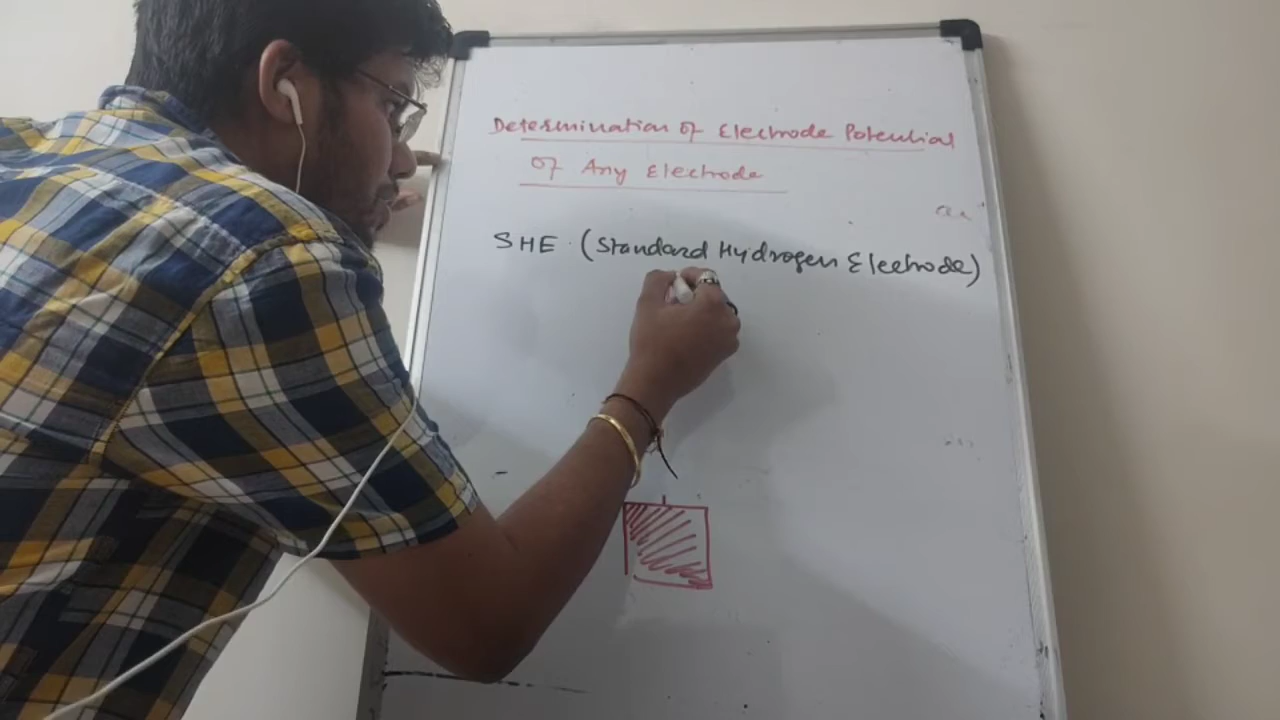 Determination of Electrode Potential
Of Any Electrode
SHE. (Standard Hydrogen Electrode)